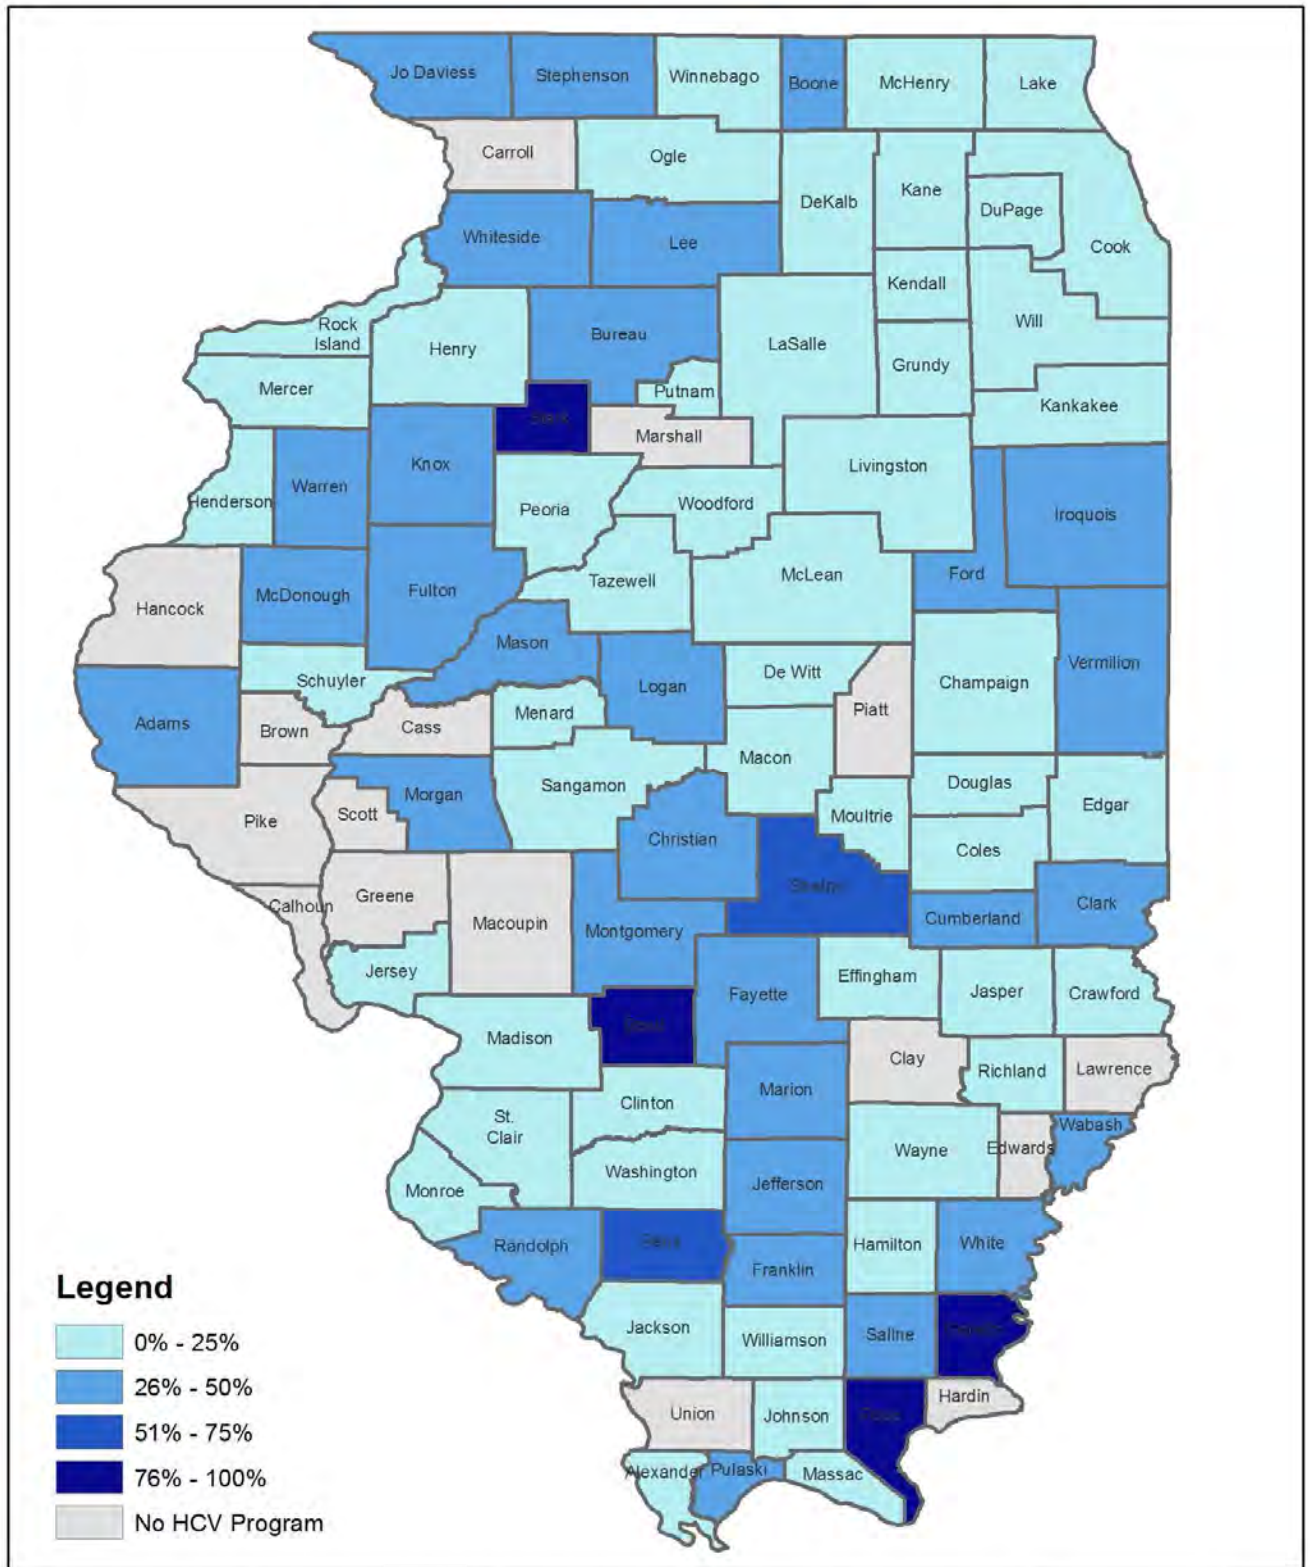 Jo Daviess
Stephenson
Winnebago
Boone
McHenry
Lake
Carroll
Ogle
DeKalb
Kane
DuPage
Cook
Whiteside
Lee
Kendall
Will
Rock
Island
Henry
Bureau
LaSalle
Grundy
Mercer
Putnam
Kankakee
Stark
Marshall
Knox
Livingston
Henderson
Warren
Peoria
Woodford
Iroquois
Hancock
McDonough
Fulton
Tazewell
McLean
Ford
Mason
Schuyler
Logan
De Witt
Champaign
Vermilion
Adams
Brown
Cass
Menard
Piatt
Macon
Pike
Scott
Morgan
Sangamon
Christian
Moultrie
Douglas
Edgar
Coles
Shelby
Calhoun
Greene
Macoupin
Montgomery
Cumberland
Clark
Jersey
Fayette
Effingham
Jasper
Crawford
Madison
Bond
Clay
Richland
Lawrence
Marion
St.
Clair
Clinton
Wayne
Edwards
Wabash
Monroe
Washington
Jefferson
Randolph
Perry
Franklin
Hamilton
White
Jackson
Williamson
Saline
Union
Johnson
Hardin
Alexander
Pulaski
Massac
Legend
0% - 25%
26% - 50%
51% - 75%
76% - 100%
No HCV Program